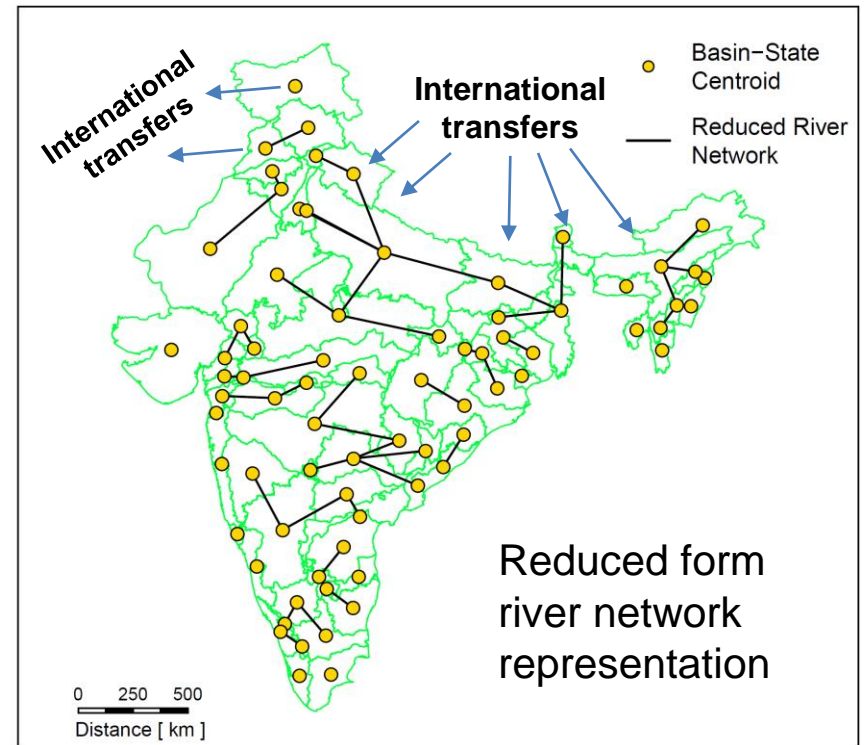 International
transfers
International
transfers
Basin−State
Centroid
Reduced River
Network
Reduced form
river network
representation
0 250 500
Distance [ km ]